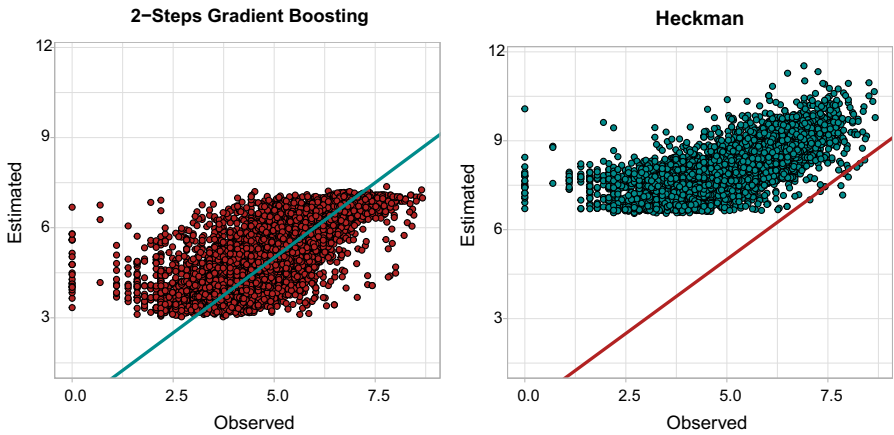 2−Steps Gradient Boosting
12
9
6
3
Estimated
0.0 2.5 5.0 7.5
Observed
Heckman
12
9
6
3
Estimated
0.0 2.5 5.0 7.5
Observed